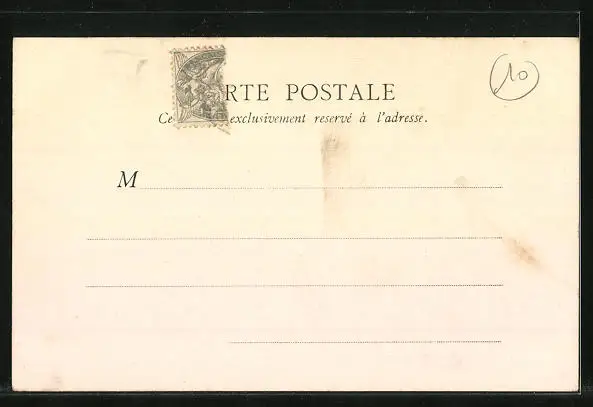 10
RTE POSTALE
Ce exclusivement reservé à l'adresse.
M